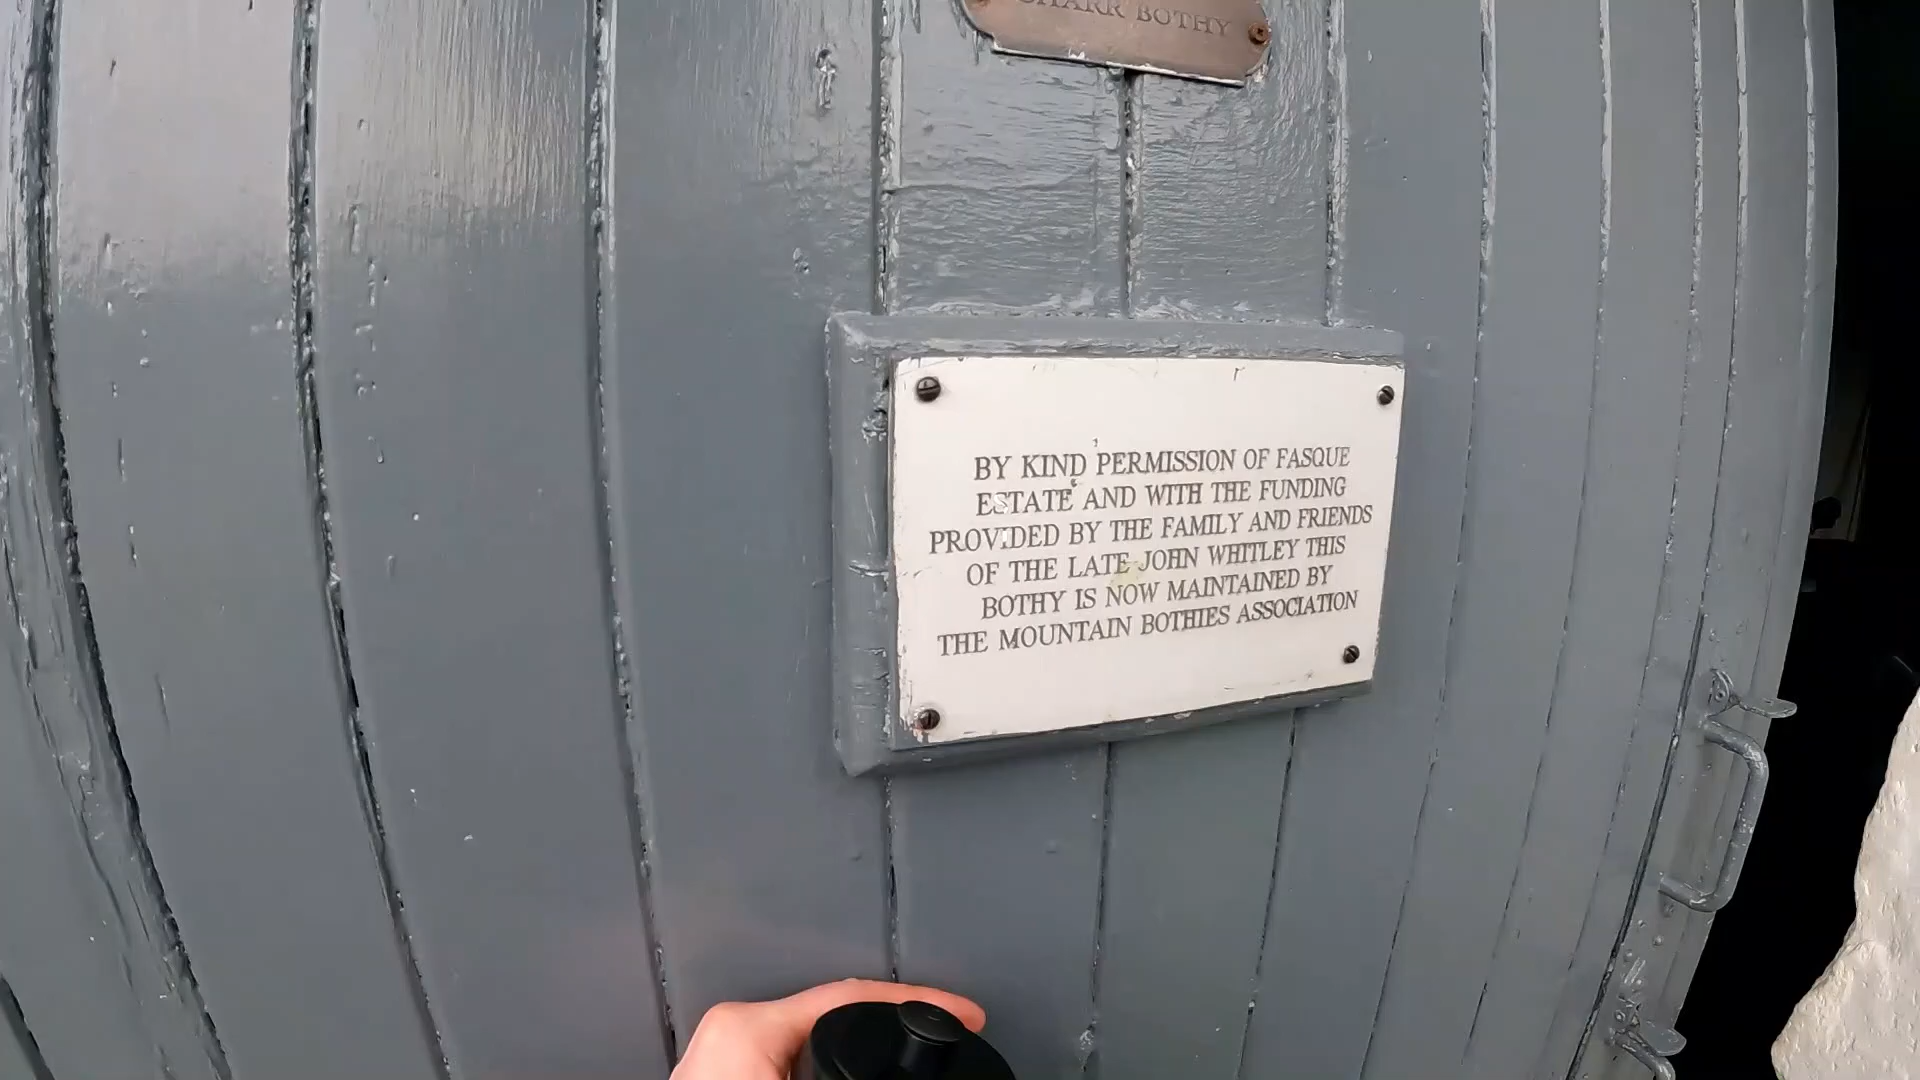 CHARR BOTHY
BY KIND PERMISSION OF FASQUE
ESTATE AND WITH THE FUNDING
PROVIDED BY THE FAMILY AND FRIENDS
OF THE LATE JOHN WHITLEY THIS
BOTHY IS NOW MAINTAINED BY
THE MOUNTAIN BOTHIES ASSOCIATION